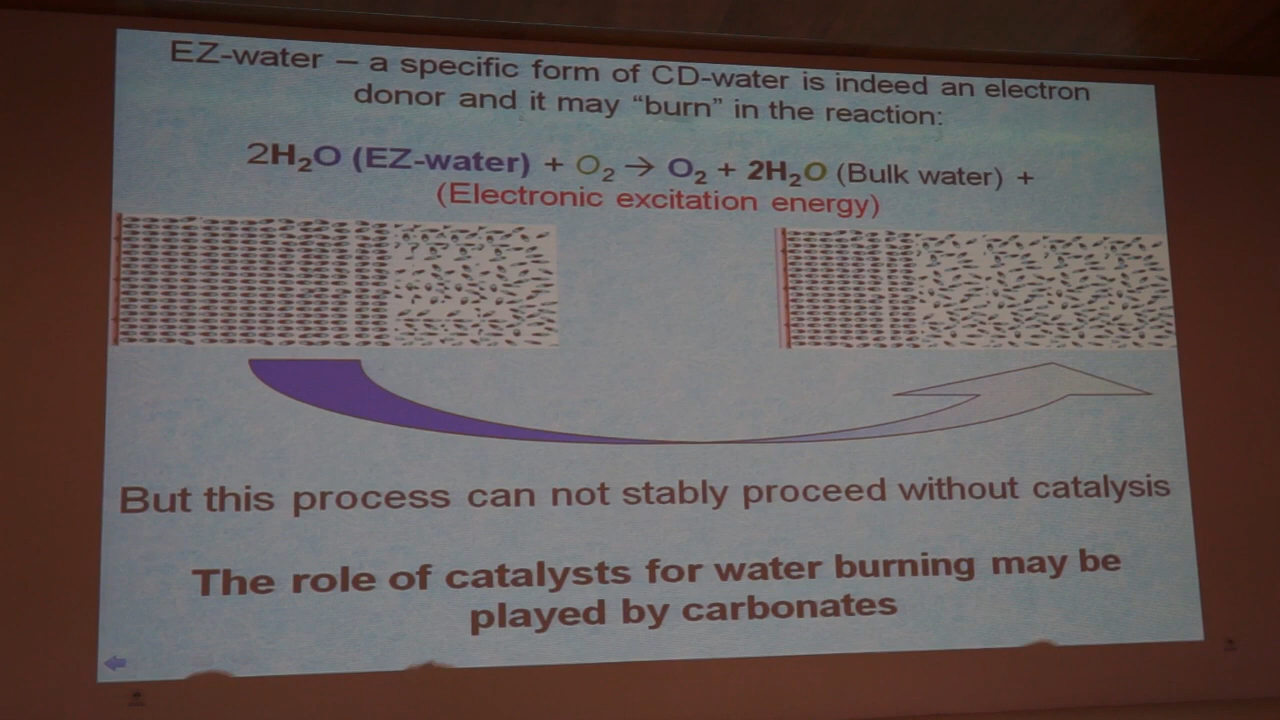 EZ-water – a specific form of CD-water is indeed an electron
donor and it may “burn” in the reaction:
2H₂O (EZ-water) + O₂ → O₂ + 2H₂O (Bulk water) +
(Electronic excitation energy)
But this process can not stably proceed without catalysis
The role of catalysts for water burning may be
played by carbonates